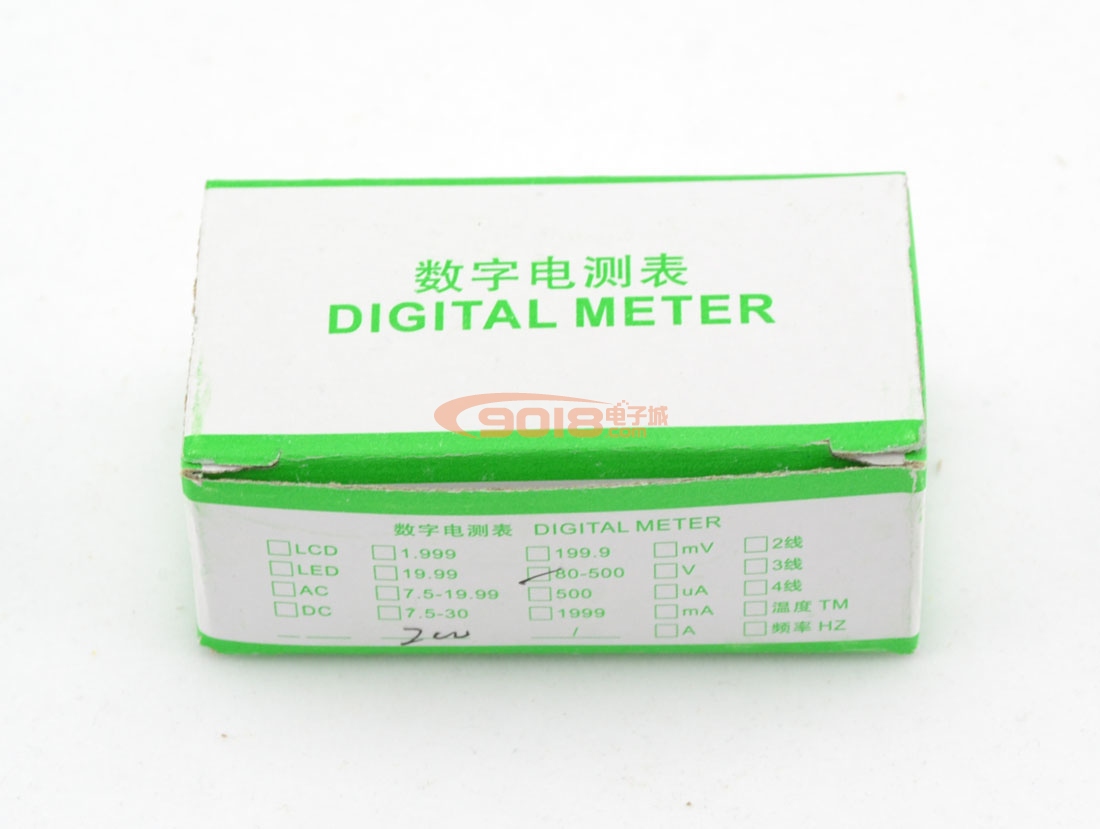 数字电测表
DIGITAL METER
9018电子城
.com
数字电测表 DIGITAL METER
☐LCD ☐1.999 ☐199.9 ☐mV ☐2线
☐LED ☐19.99 ☐80-500 ☐V ☐3线
☐AC ☐7.5-19.99 ☐500 ☐uA ☐4线
☐DC ☐7.5-30 ☐1999 ☐mA ☐温度 TM
/ ☐A ☐频率 HZ